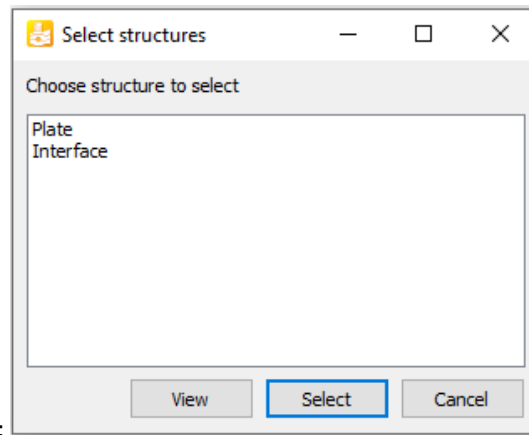 Select structures
Choose structure to select
Plate
Interface
View Select Cancel